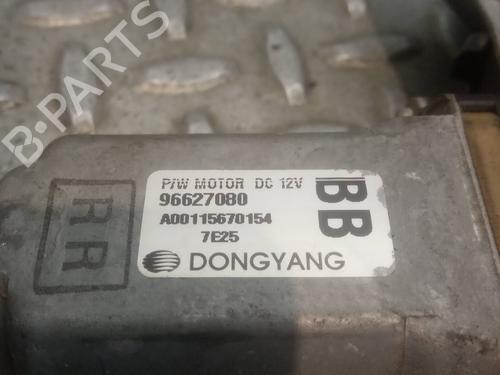 B-PARTS
P/W MOTOR DC 12V
96627080
A00115670154
7E25
DONGYANG
BB
RR